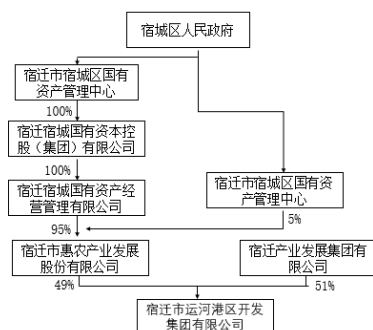 宿城区人民政府
宿迁市宿城区国有
资产管理中心
100%
宿迁宿城国有资本控
股（集团）有限公司
100%
宿迁宿城国有资产经
营管理有限公司
宿迁市宿城区国有资
产管理中心
95%
5%
宿迁市惠农产业发展
股份有限公司
宿迁产业发展集团有
限公司
49%
51%
宿迁市运河港区开发
集团有限公司